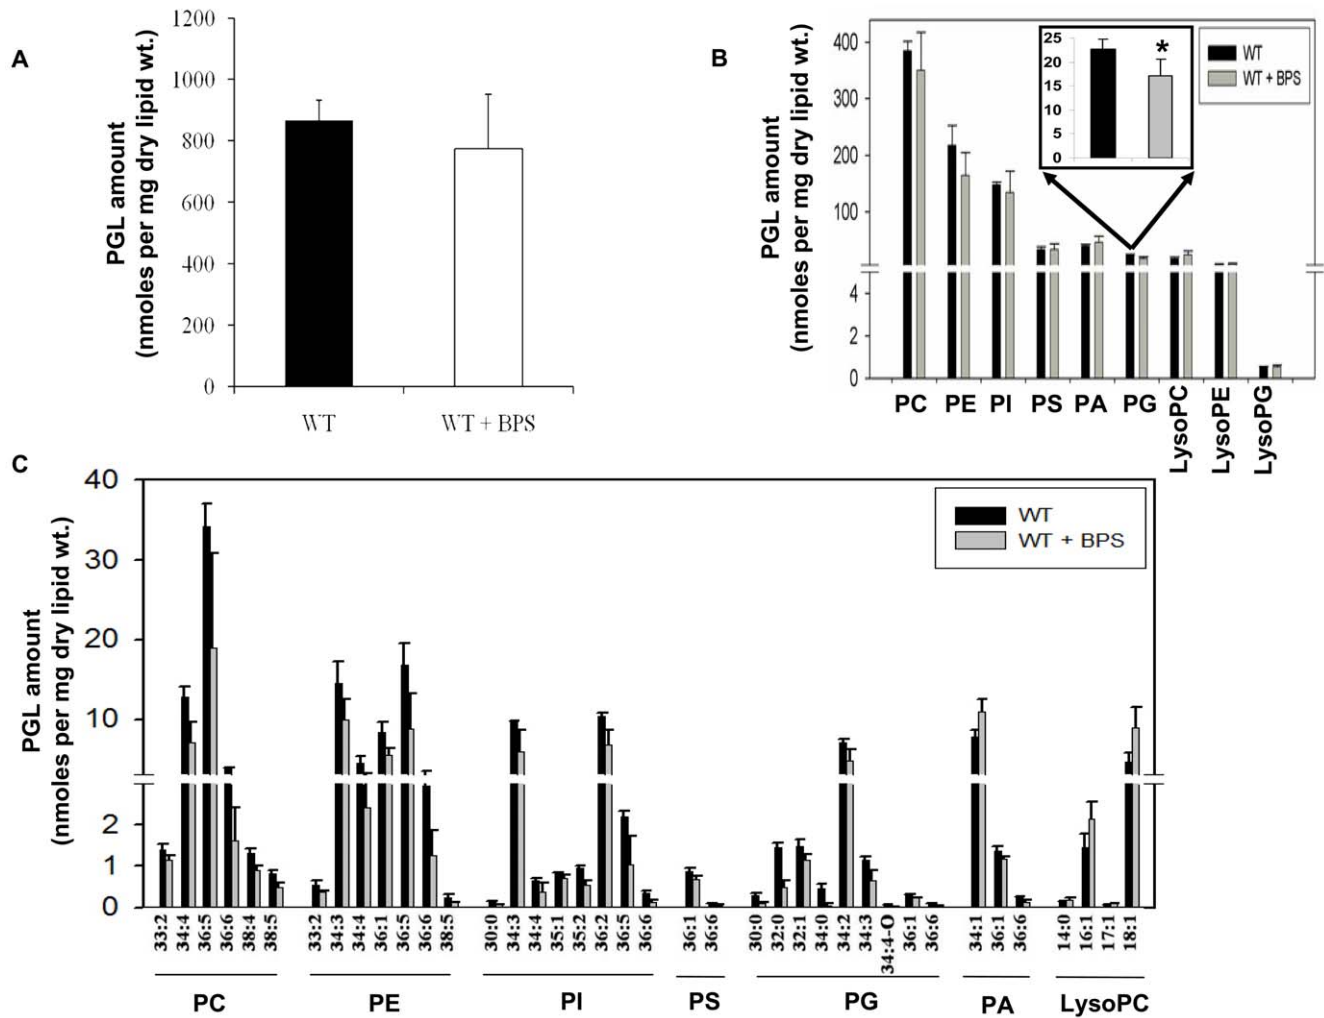 A
PGL amount
(nmoles per mg dry lipid wt.)
1200
1000
800
600
400
200
0
WT
WT + BPS
B
PGL amount
(nmoles per mg dry lipid wt.)
400
300
200
100
4
2
0
25
20
15
10
5
0
*
WT
WT + BPS
PC PE PI PS PA PG LysoPC LysoPE LysoPG
C
PGL amount
(nmoles per mg dry lipid wt.)
40
30
20
10
2
1
0
WT
WT + BPS
33:2 34:4 36:5 36:6 38:4 38:5 33:2 34:3 34:4 36:1 36:5 36:6 38:5 30:0 34:3 34:4 35:1 35:2 36:2 36:5 36:6 36:1 36:6 30:0 32:0 32:1 34:0 34:2 34:3 34:4-O 36:1 36:6 34:1 36:1 36:6 14:0 16:1 17:1 18:1
PC PE PI PS PG PA LysoPC